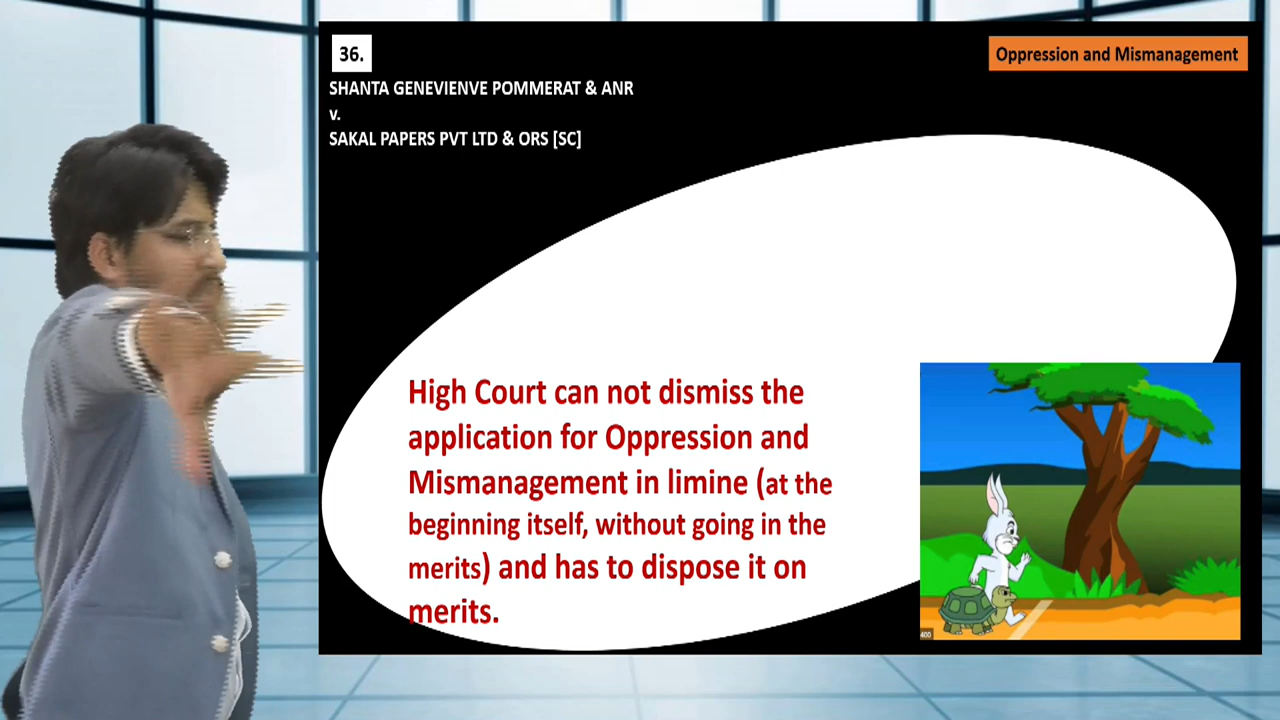 36.
Oppression and Mismanagement
SHANTA GENEVIENVE POMMERAT & ANR
v.
SAKAL PAPERS PVT LTD & ORS [SC]
High Court can not dismiss the
application for Oppression and
Mismanagement in limine (at the
beginning itself, without going in the
merits) and has to dispose it on
merits.
400